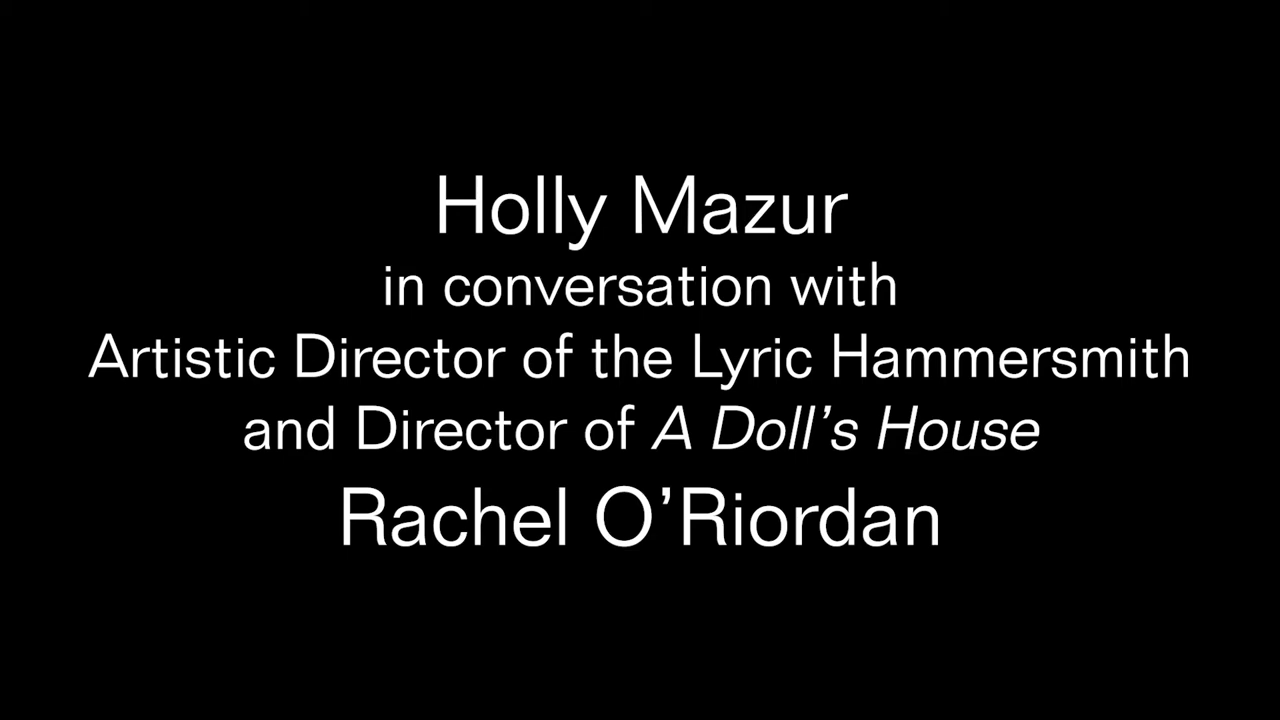 Holly Mazur
in conversation with
Artistic Director of the Lyric Hammersmith
and Director of A Doll’s House
Rachel O’Riordan